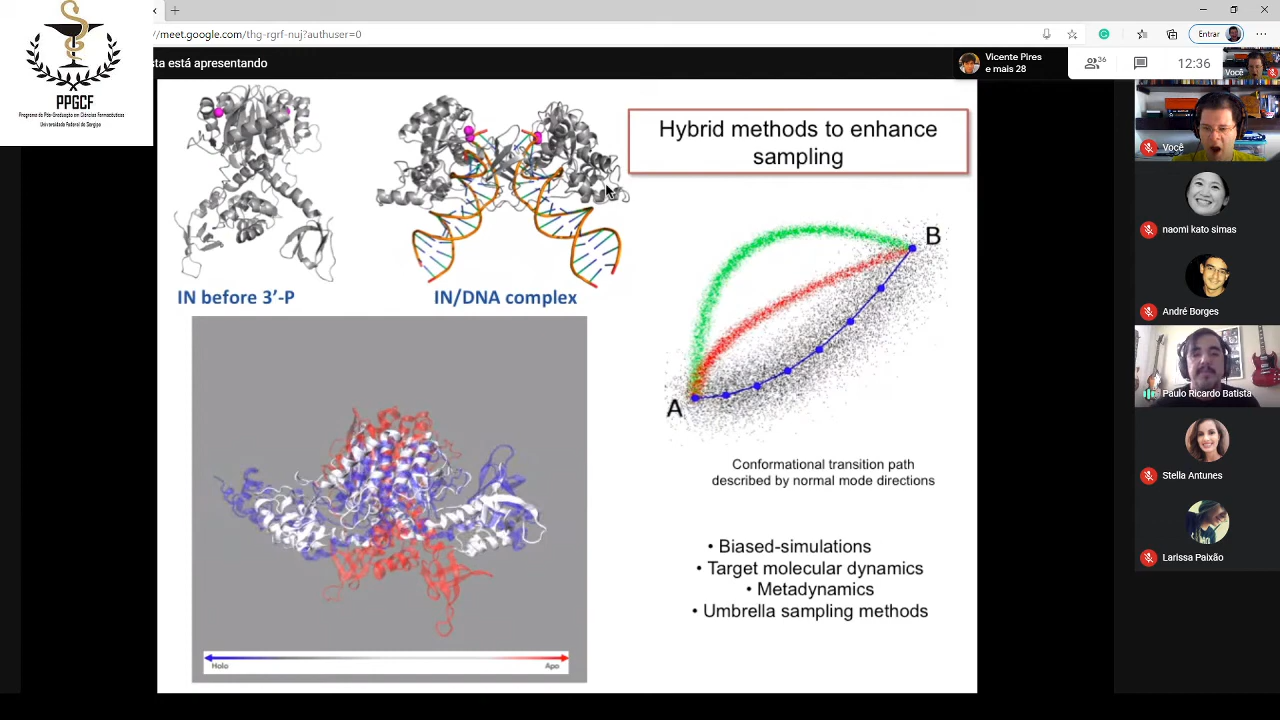 //meet.google.com/thg-rgrf-nuj?authuser=0
Entrar
PPGCF
Programa de Pós-Graduação em Ciências Farmacêuticas
Universidade Federal de Sergipe
sta está apresentando
Vicente Pires
e mais 28
36
12:36
Você
IN before 3'-P
IN/DNA complex
Hybrid methods to enhance
sampling
B
A
Conformational transition path
described by normal mode directions
• Biased-simulations
• Target molecular dynamics
• Metadynamics
• Umbrella sampling methods
Holo
Apo
Você
naomi kato simas
André Borges
Paulo Ricardo Batista
Stella Antunes
Larissa Paixão